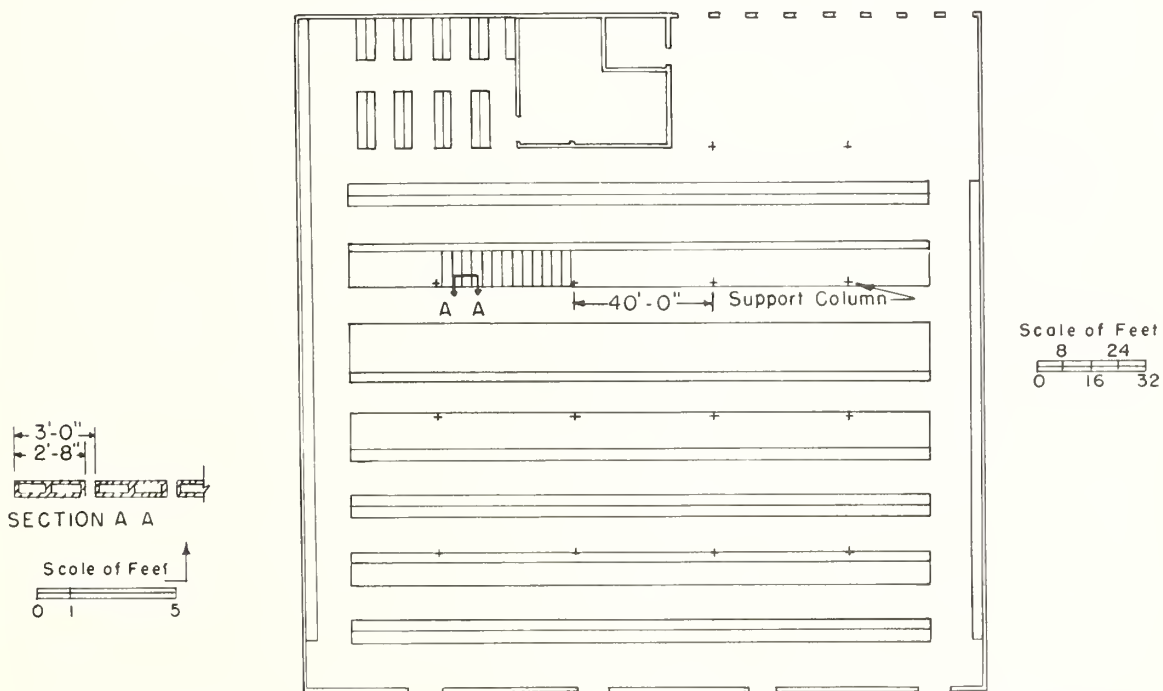 A A
40'-0"
Support Column
Scale of Feet
8 24
0 16 32
3'-0"
2'-8"
SECTION A A
Scale of Feet
0 1 5